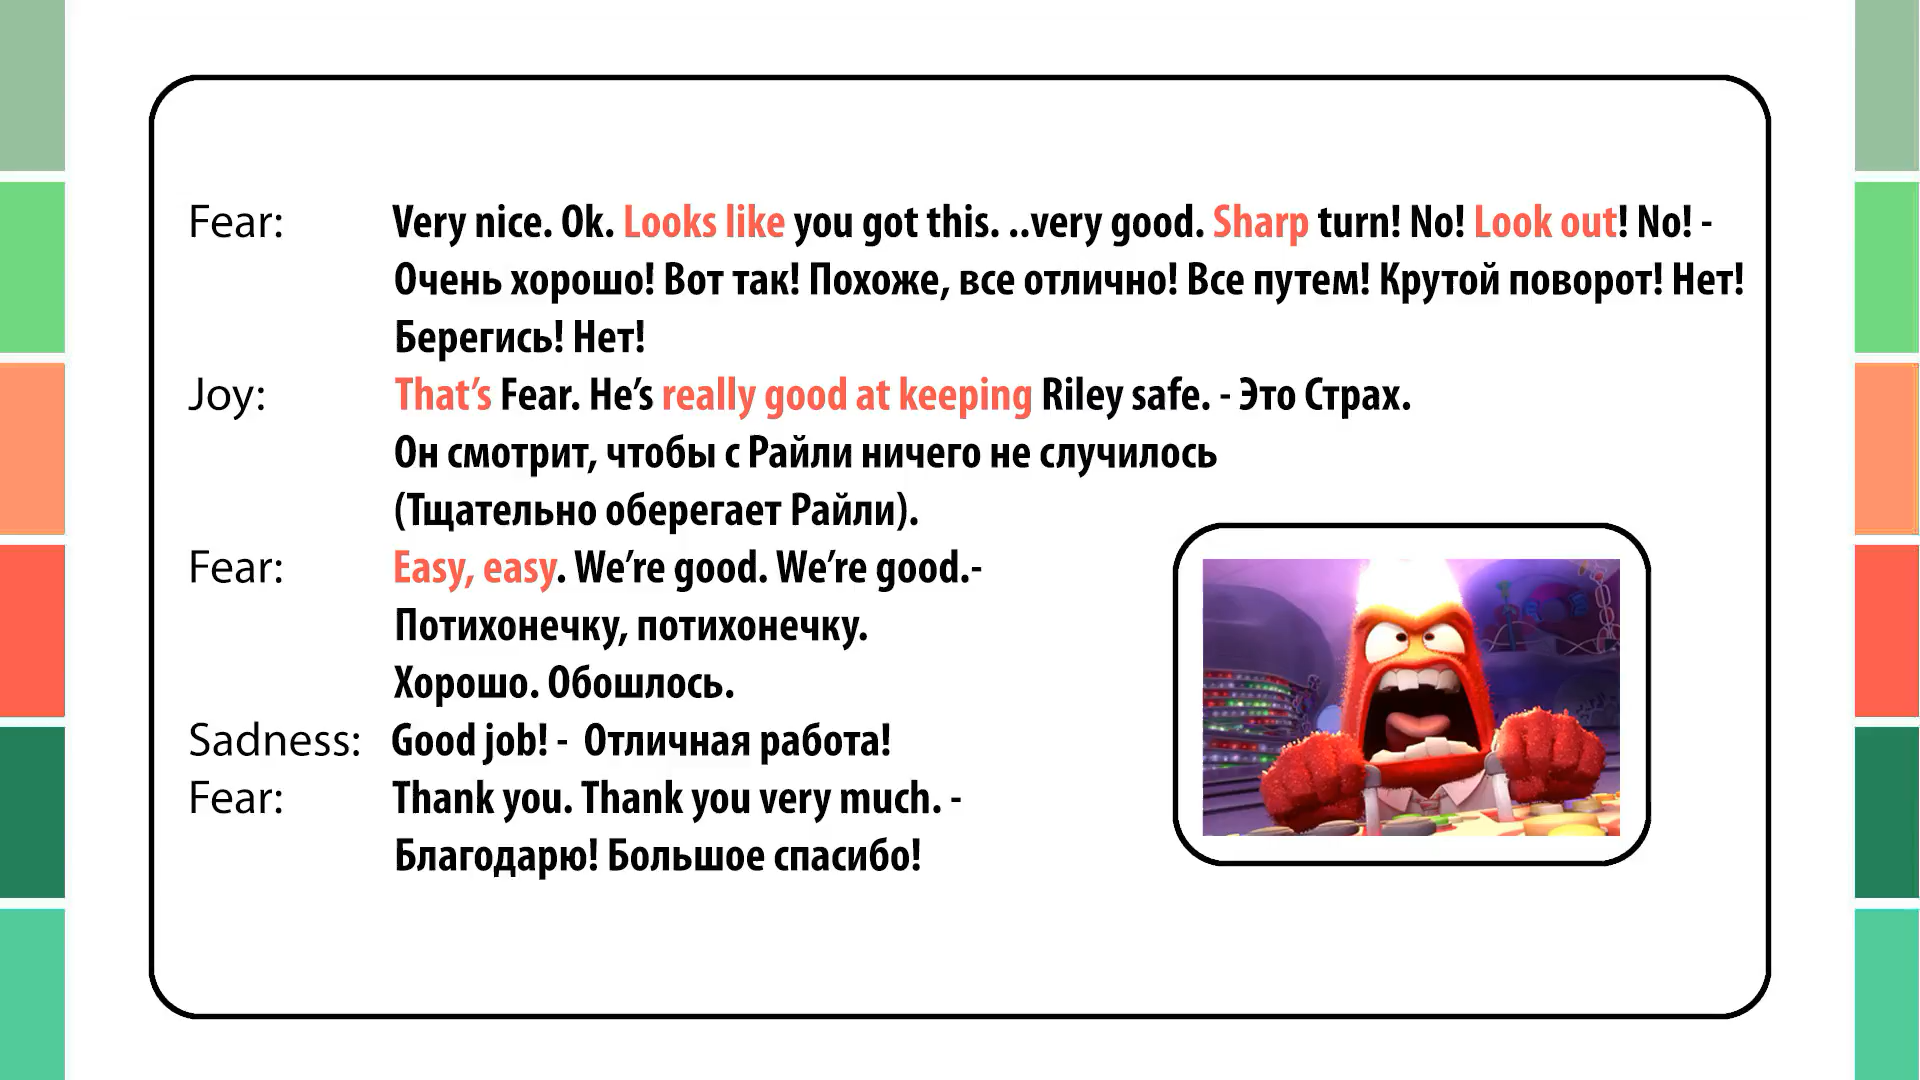 Fear: Very nice. Ok. Looks like you got this. ..very good. Sharp turn! No! Look out! No! -
Очень хорошо! Вот так! Похоже, все отлично! Все путем! Крутой поворот! Нет!
Берегись! Нет!
Joy: That’s Fear. He’s really good at keeping Riley safe. - Это Страх.
Он смотрит, чтобы с Райли ничего не случилось
(Тщательно оберегает Райли).
Fear: Easy, easy. We’re good. We’re good.-
Потихонечку, потихонечку.
Хорошо. Обошлось.
Sadness: Good job! - Отличная работа!
Fear: Thank you. Thank you very much. -
Благодарю! Большое спасибо!